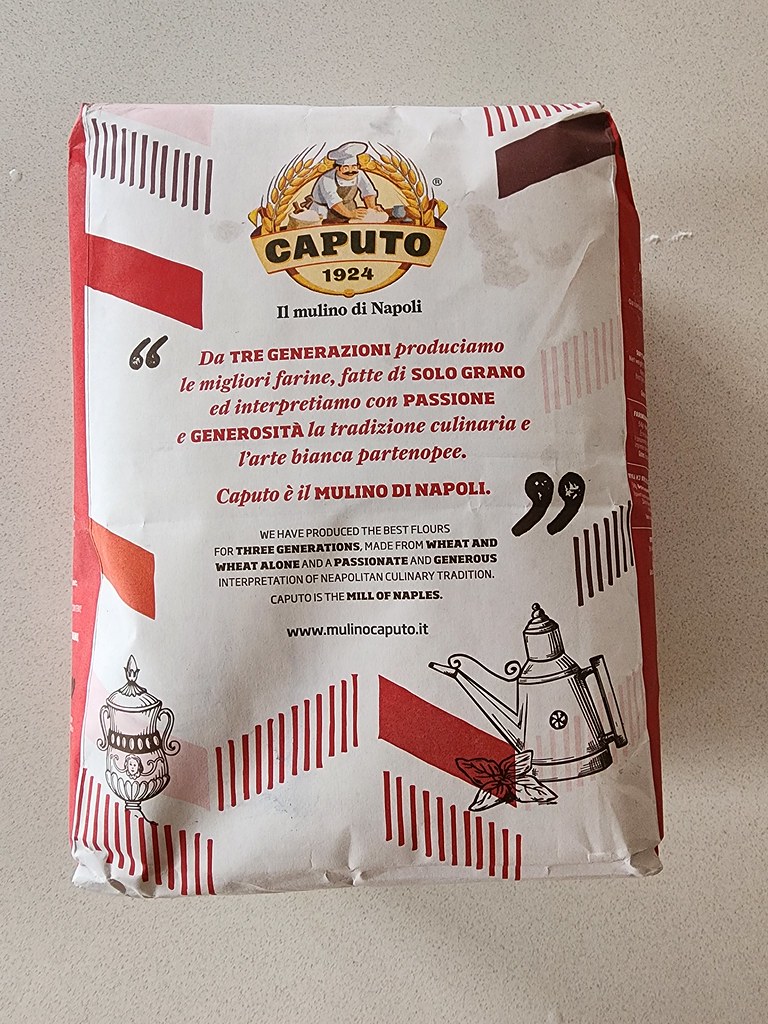 CAPUTO
®
1924
Il mulino di Napoli
“ Da TRE GENERAZIONI produciamo
le migliori farine, fatte di SOLO GRANO
ed interpretiamo con PASSIONE
e GENEROSITÀ la tradizione culinaria e
l'arte bianca partenopee.
Caputo è il MULINO DI NAPOLI. ”
WE HAVE PRODUCED THE BEST FLOURS
FOR THREE GENERATIONS, MADE FROM WHEAT AND
WHEAT ALONE AND A PASSIONATE AND GENEROUS
INTERPRETATION OF NEAPOLITAN CULINARY TRADITION.
CAPUTO IS THE MILL OF NAPLES.
www.mulinocaputo.it